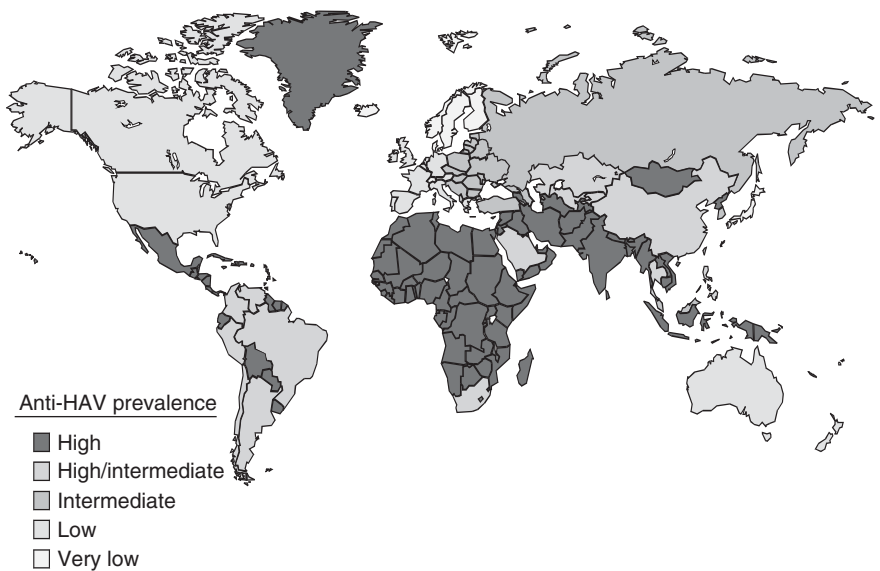 Anti-HAV prevalence
High
High/intermediate
Intermediate
Low
Very low